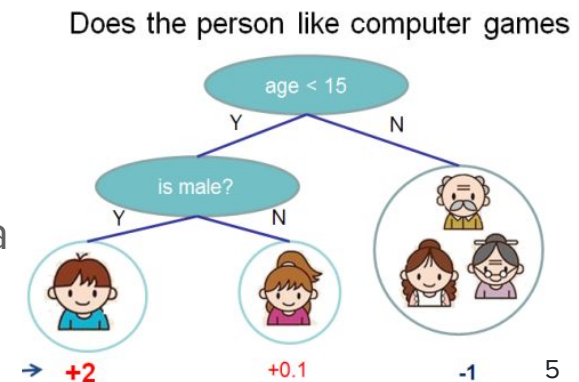 Does the person like computer games
age < 15
Y N
is male?
Y N
a
→ +2 +0.1 -1 5